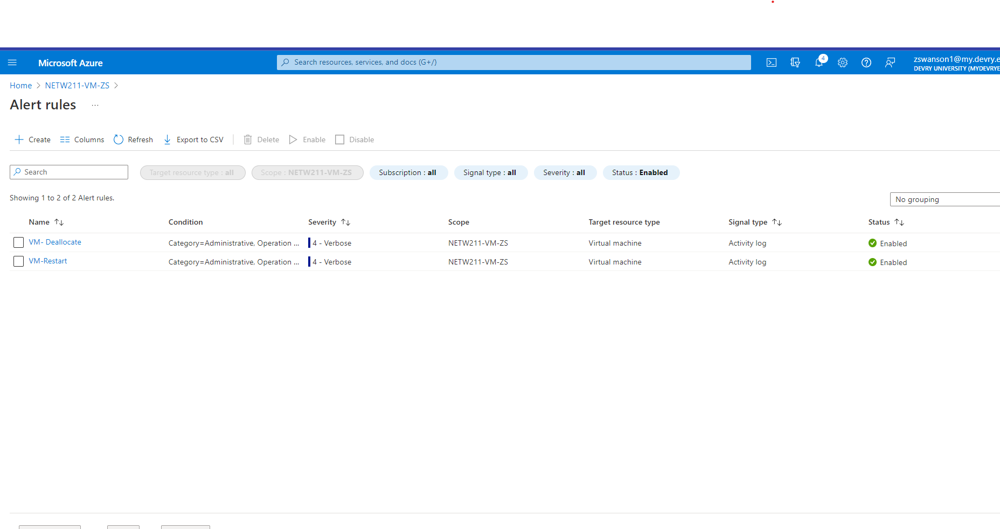 Microsoft Azure
Search resources, services, and docs (G+/)
4
zswanson1@my.devry.e
DEVRY UNIVERSITY (MYDEVRYE
Home > NETW211-VM-ZS >
Alert rules ...
Create Columns Refresh Export to CSV Delete Enable Disable
Search Target resource type : all Scope : NETW211-VM-ZS Subscription : all Signal type : all Severity : all Status : Enabled
Showing 1 to 2 of 2 Alert rules.
No grouping
Name Condition Severity Scope Target resource type Signal type Status
VM- Deallocate Category=Administrative, Operation ... 4 - Verbose NETW211-VM-ZS Virtual machine Activity log Enabled
VM-Restart Category=Administrative, Operation ... 4 - Verbose NETW211-VM-ZS Virtual machine Activity log Enabled